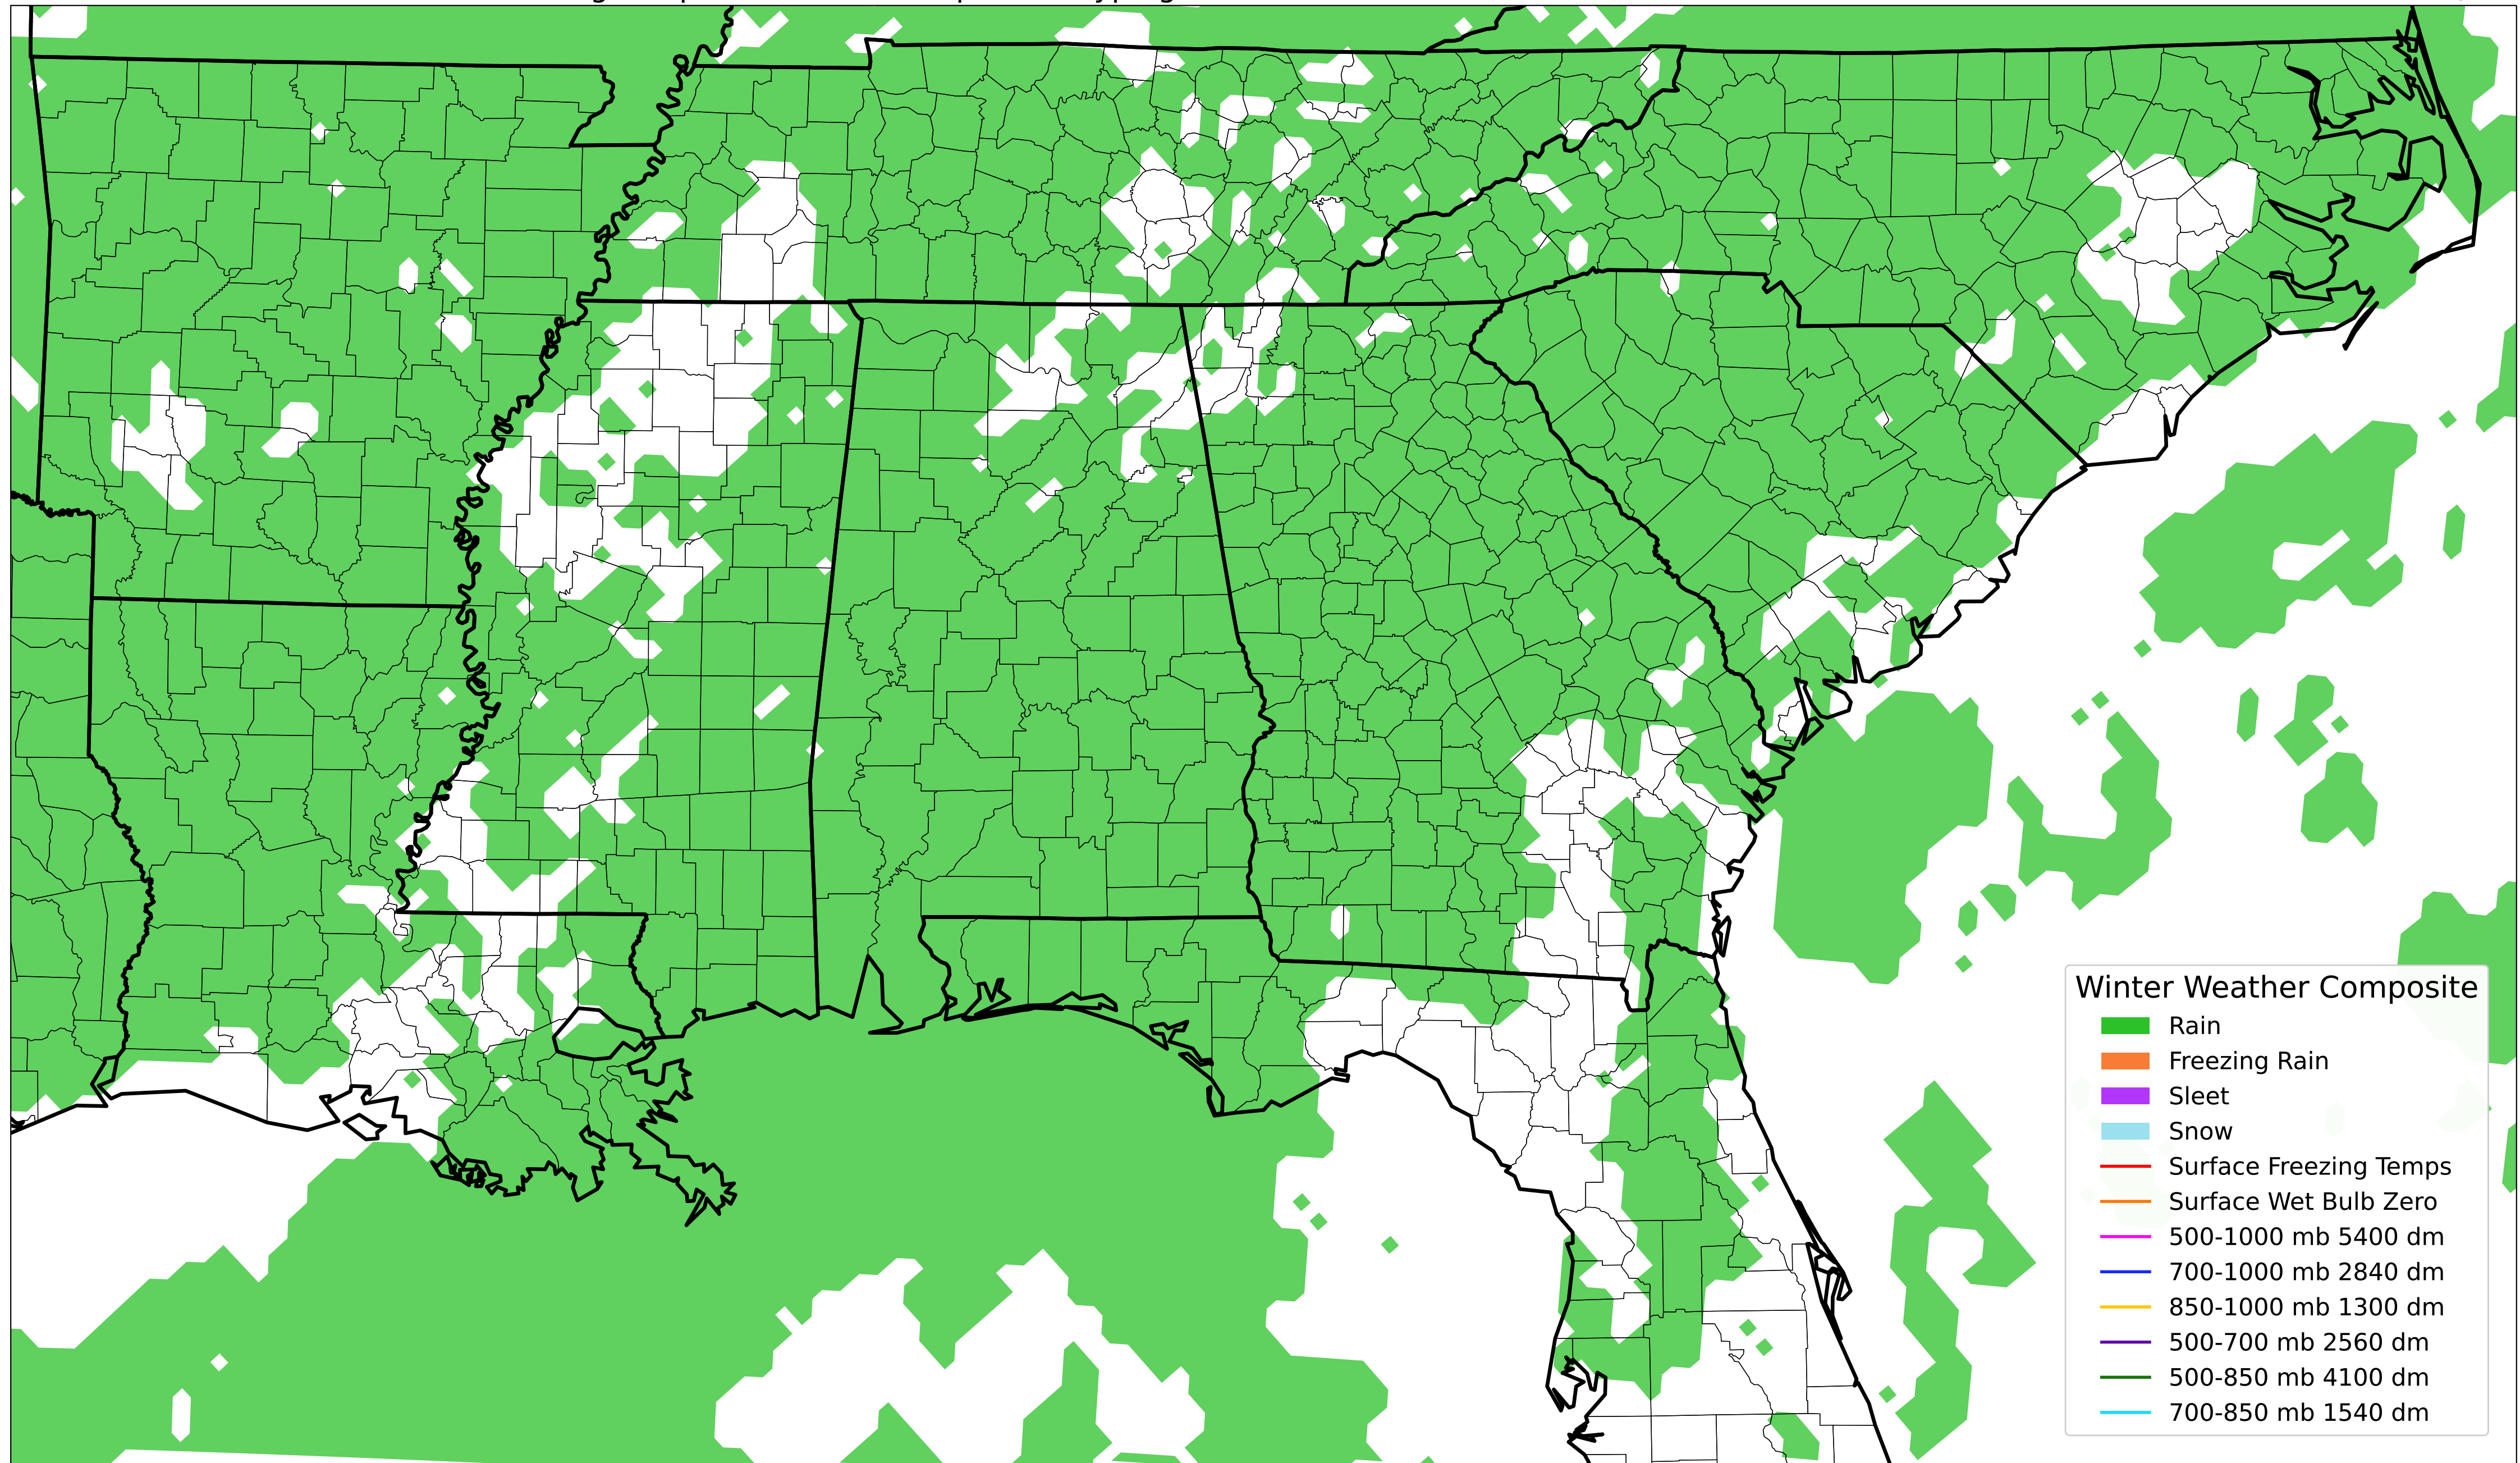 Winter Weather Composite
Rain
Freezing Rain
Sleet
Snow
Surface Freezing Temps
Surface Wet Bulb Zero
500-1000 mb 5400 dm
700-1000 mb 2840 dm
850-1000 mb 1300 dm
500-700 mb 2560 dm
500-850 mb 4100 dm
700-850 mb 1540 dm